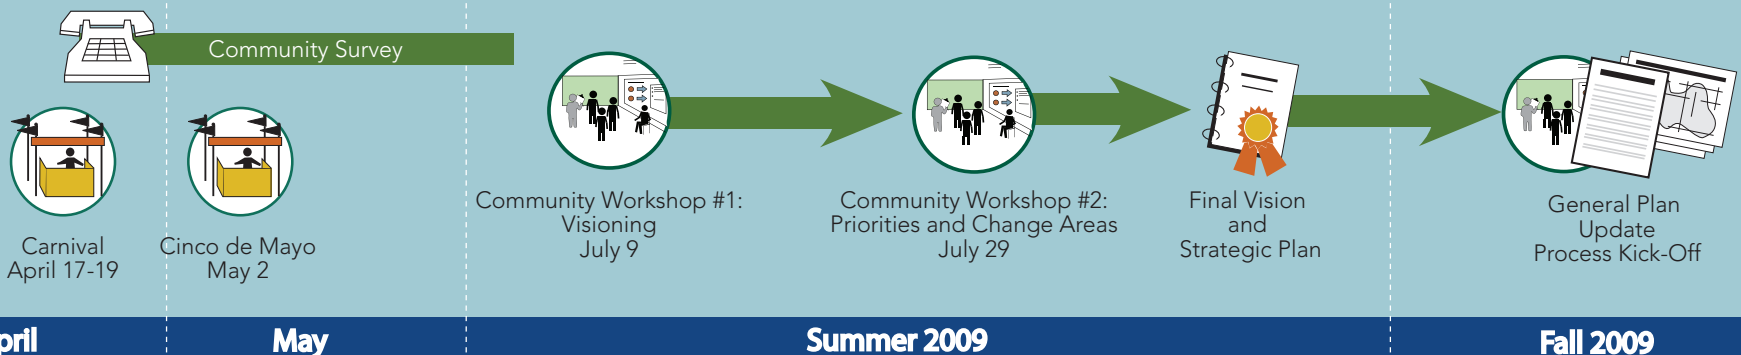 Community Survey
Carnival
April 17-19
Cinco de Mayo
May 2
Community Workshop #1:
Visioning
July 9
Community Workshop #2:
Priorities and Change Areas
July 29
Final Vision
and
Strategic Plan
General Plan
Update
Process Kick-Off
pril
May
Summer 2009
Fall 2009